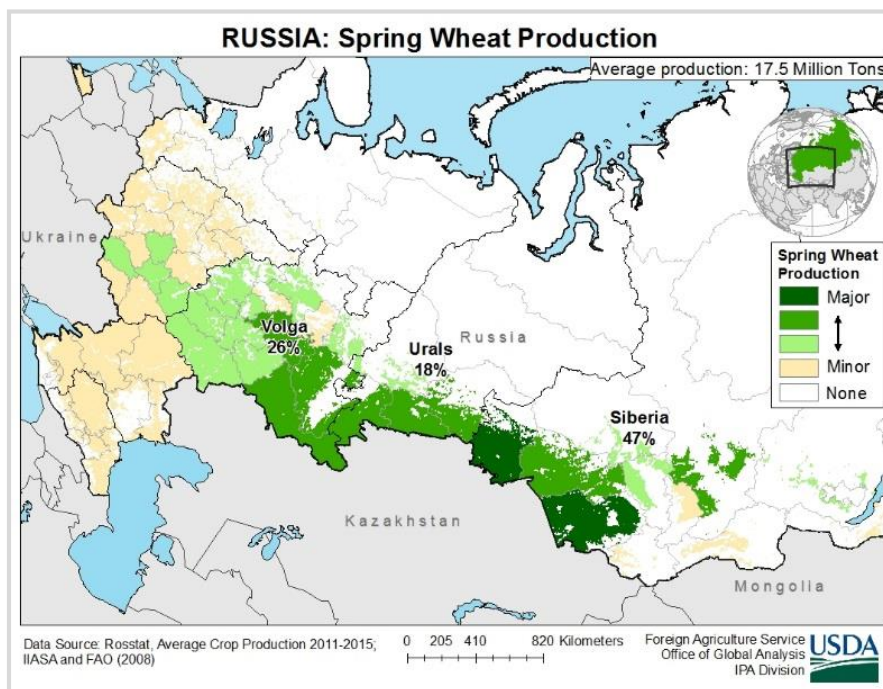 RUSSIA: Spring Wheat Production
Average production: 17.5 Million Tons
Ukraine
Spring Wheat
Production
Major
Minor
None
Volga
26%
Urals
18%
Russia
Siberia
47%
Kazakhstan
Mongolia
Data Source: Rosstat, Average Crop Production 2011-2015;
IIASA and FAO (2008)
0 205 410 820 Kilometers
Foreign Agriculture Service
Office of Global Analysis
IPA Division
USDA